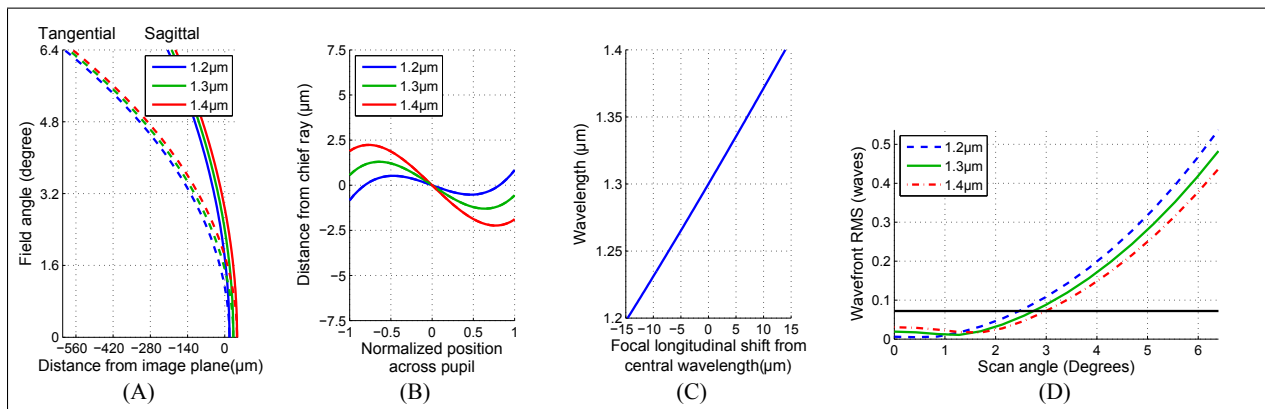 Tangential Sagittal
6.4
4.8
3.2
1.6
0
Field angle (degree)
1.2µm
1.3µm
1.4µm
−560 −420 −280 −140 0
Distance from image plane(µm)
(A)
7.5
5
2.5
0
−2.5
−5
−7.5
Distance from chief ray (µm)
1.2µm
1.3µm
1.4µm
−1 −0.5 0 0.5 1
Normalized position
across pupil
(B)
1.4
1.3
1.2
Wavelength (µm)
−15 −10 −5 0 5 10 15
Focal longitudinal shift from
central wavelength(µm)
(C)
0.5
0.4
0.3
0.2
0.1
0
Wavefront RMS (waves)
1.2µm
1.3µm
1.4µm
0 1 2 3 4 5 6
Scan angle (Degrees)
(D)